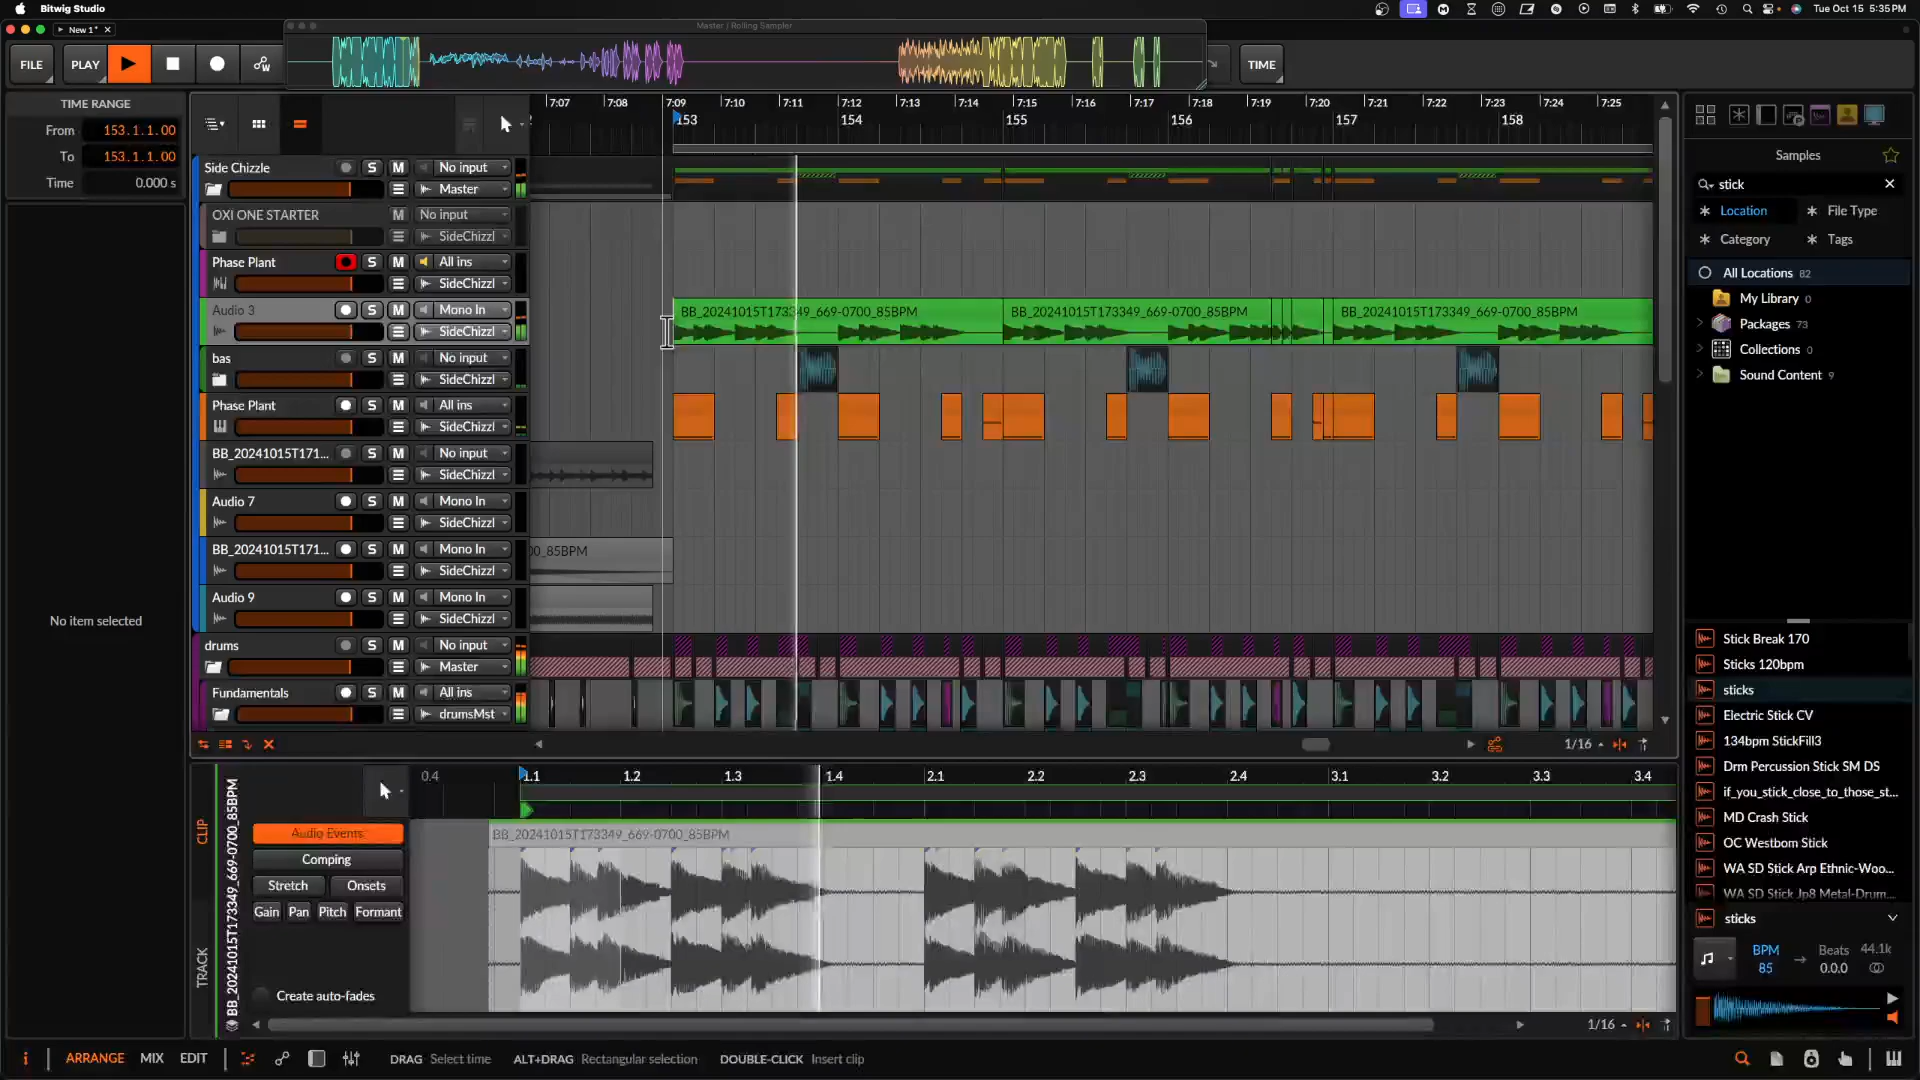 Bitwig Studio
Tue Oct 15 5:35PM
New 1*
Master | Rolling Sampler
FILE
PLAY
TIME
TIME RANGE
From 153.1.1.00
To 153.1.1.00
Time 0.000 s
No item selected
7:07 7:08 7:09 7:10 7:11 7:12 7:13 7:14 7:15 7:16 7:17 7:18 7:19 7:20 7:21 7:22 7:23 7:24 7:25
153 154 155 156 157 158
Side Chizzle S M No input
Master
OXI ONE STARTER M No input
SideChizzl
Phase Plant S M All ins
SideChizzl
Audio 3 S M Mono In
SideChizzl
BB_20241015T173349_669-0700_85BPM
BB_20241015T173349_669-0700_85BPM
BB_20241015T173349_669-0700_85BPM
bas S M No input
SideChizzl
Phase Plant S M All ins
SideChizzl
BB_20241015T171... S M No input
SideChizzl
Audio 7 S M Mono In
SideChizzl
BB_20241015T171... S M Mono In
SideChizzl
00_85BPM
Audio 9 S M Mono In
SideChizzl
drums S M No input
Master
Fundamentals S M All ins
drumsMst
1/16
CLIP
TRACK
BB_20241015T173349_669-0700_85BPM
0.4 1.1 1.2 1.3 1.4 2.1 2.2 2.3 2.4 3.1 3.2 3.3 3.4
Audio Events
Comping
Stretch Onsets
Gain Pan Pitch Formant
Create auto-fades
BB_20241015T173349_669-0700_85BPM
1/16
Samples
stick
Location File Type
Category Tags
All Locations 82
My Library 0
Packages 73
Collections 0
Sound Content 9
Stick Break 170
Sticks 120bpm
sticks
Electric Stick CV
134bpm StickFill3
Drm Percussion Stick SM DS
if_you_stick_close_to_those_st...
MD Crash Stick
OC Westbom Stick
WA SD Stick Arp Ethnic-Woo...
WA SD Stick Jp8 Metal-Drum...
sticks
BPM Beats 44.1k
85 0.0.0
i ARRANGE MIX EDIT
DRAG Select time ALT+DRAG Rectangular selection DOUBLE-CLICK Insert clip